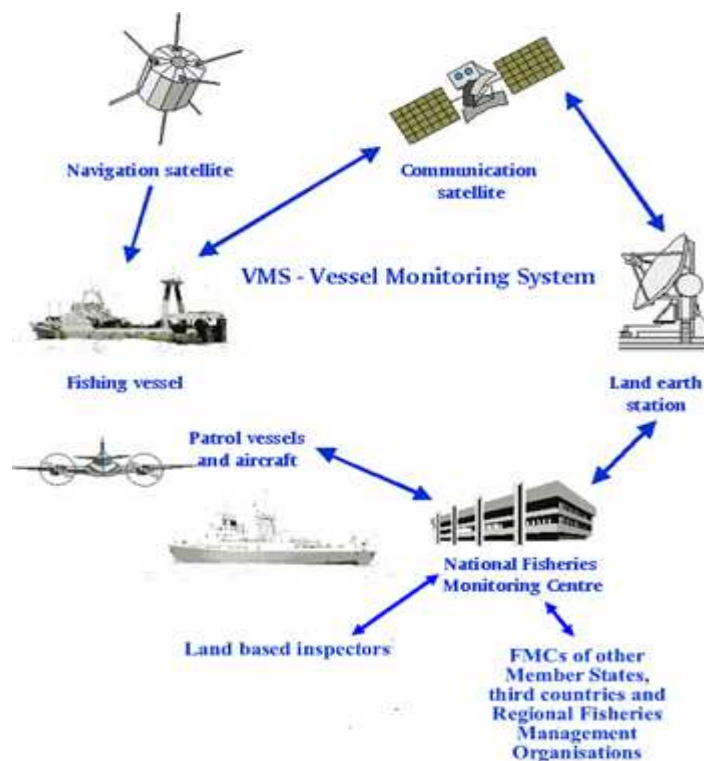 Navigation satellite
Communication
satellite
VMS - Vessel Monitoring System
Fishing vessel
Land earth
station
Patrol vessels
and aircraft
National Fisheries
Monitoring Centre
Land based inspectors
FMCs of other
Member States,
third countries and
Regional Fisheries
Management
Organisations